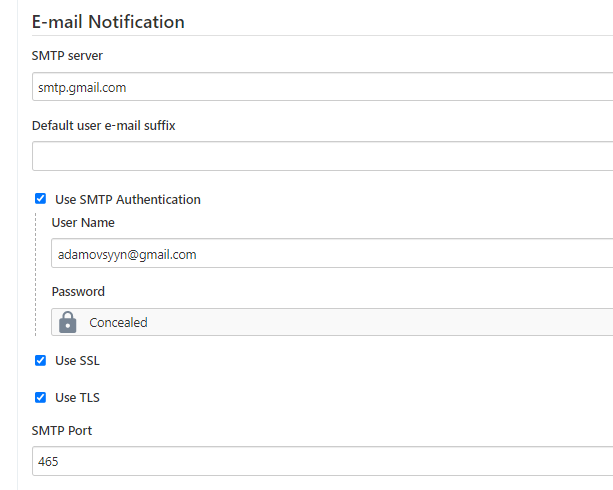 E-mail Notification
SMTP server
smtp.gmail.com
Default user e-mail suffix
Use SMTP Authentication
User Name
adamovsyyn@gmail.com
Password
Concealed
Use SSL
Use TLS
SMTP Port
465